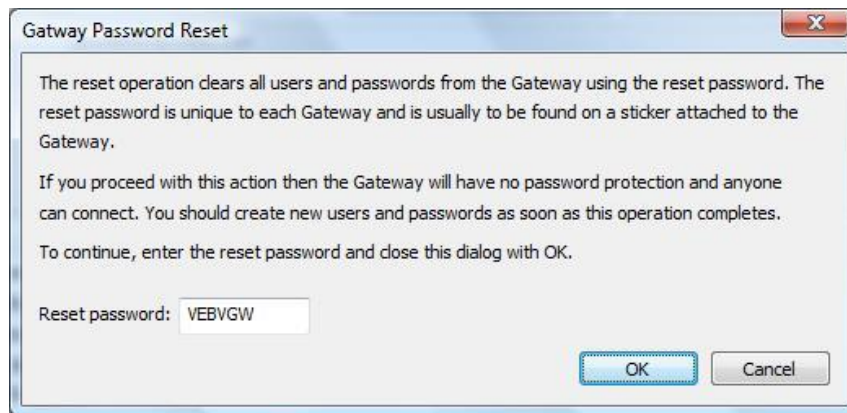 Gatway Password Reset
The reset operation clears all users and passwords from the Gateway using the reset password. The
reset password is unique to each Gateway and is usually to be found on a sticker attached to the
Gateway.
If you proceed with this action then the Gateway will have no password protection and anyone
can connect. You should create new users and passwords as soon as this operation completes.
To continue, enter the reset password and close this dialog with OK.
Reset password: VEBVGW
OK Cancel